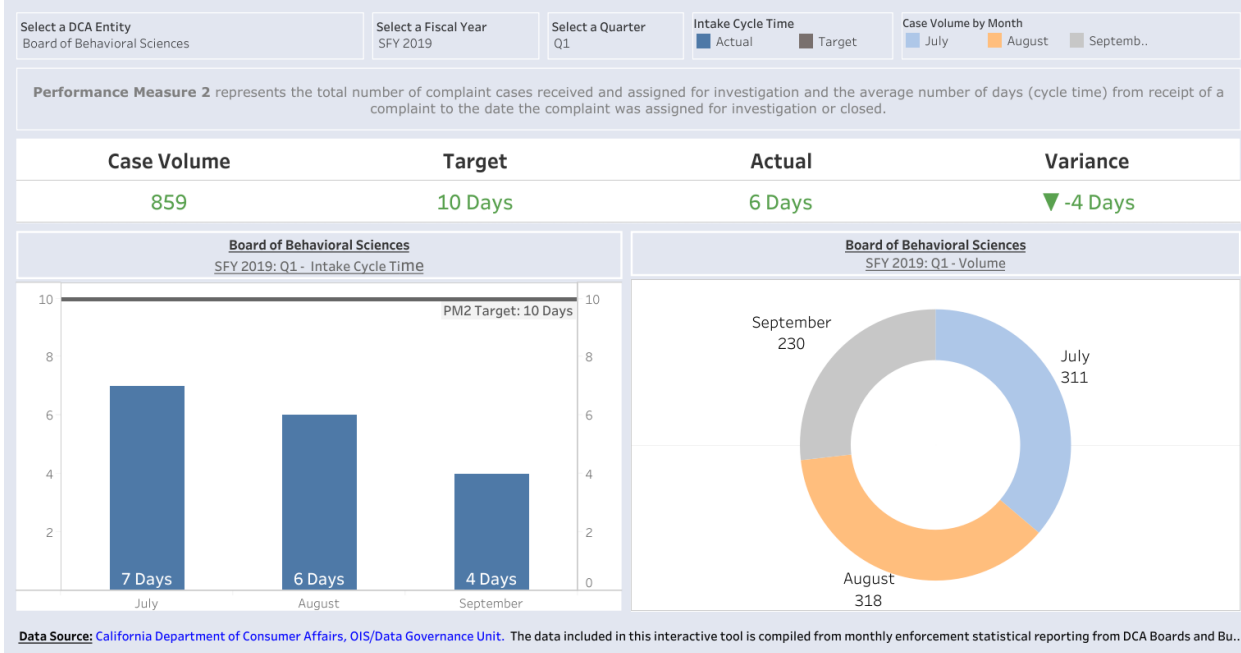 Select a DCA Entity
Board of Behavioral Sciences
Select a Fiscal Year
SFY 2019
Select a Quarter
Q1
Intake Cycle Time
Actual
Target
Case Volume by Month
July
August
Septemb..
Performance Measure 2 represents the total number of complaint cases received and assigned for investigation and the average number of days (cycle time) from receipt of a
complaint to the date the complaint was assigned for investigation or closed.
Case Volume
Target
Actual
Variance
859
10 Days
6 Days
▼ -4 Days
Board of Behavioral Sciences
SFY 2019: Q1 - Intake Cycle Time
10
8
6
4
2
PM2 Target: 10 Days
7 Days
6 Days
4 Days
10
8
6
4
2
0
July
August
September
Board of Behavioral Sciences
SFY 2019: Q1 - Volume
September
230
July
311
August
318
Data Source: California Department of Consumer Affairs, OIS/Data Governance Unit. The data included in this interactive tool is compiled from monthly enforcement statistical reporting from DCA Boards and Bu..